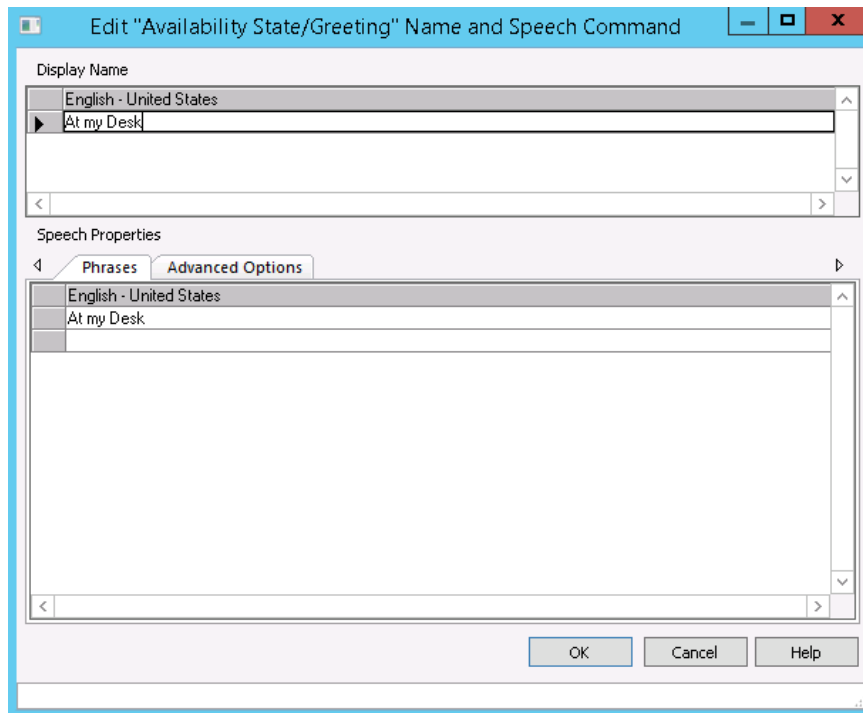 Edit "Availability State/Greeting" Name and Speech Command
Display Name
English - United States
At my Desk
Speech Properties
Phrases Advanced Options
English - United States
At my Desk
OK Cancel Help